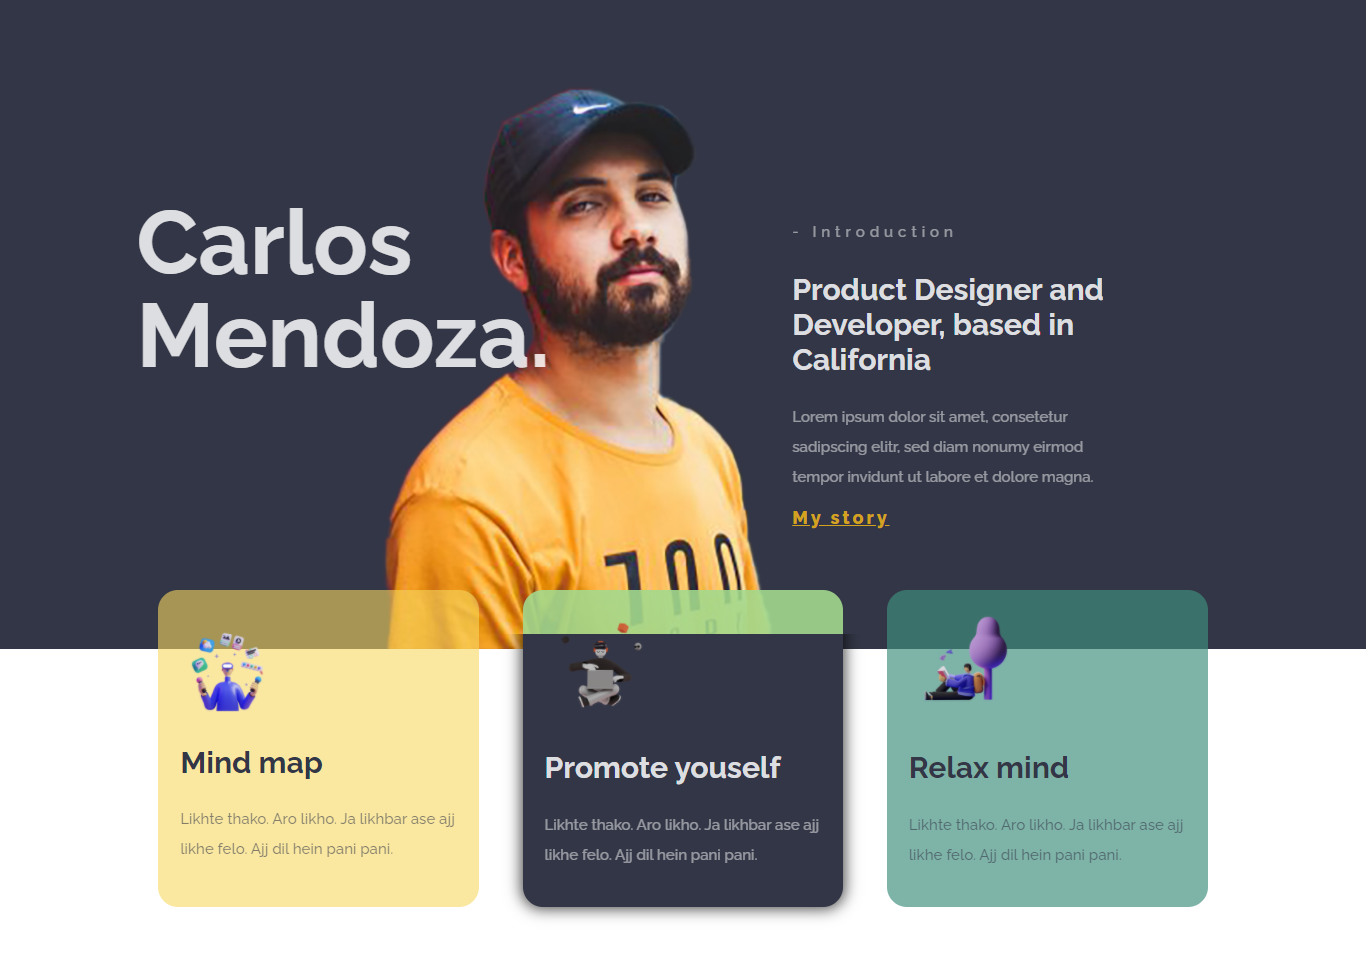 Carlos
Mendoza.
- Introduction
Product Designer and
Developer, based in
California
Lorem ipsum dolor sit amet, consetetur
sadipscing elitr, sed diam nonumy eirmod
tempor invidunt ut labore et dolore magna.
My story
700
Mind map
Likhte thako. Aro likho. Ja likhbar ase ajj
likhe felo. Ajj dil hein pani pani.
Promote youself
Likhte thako. Aro likho. Ja likhbar ase ajj
likhe felo. Ajj dil hein pani pani.
Relax mind
Likhte thako. Aro likho. Ja likhbar ase ajj
likhe felo. Ajj dil hein pani pani.